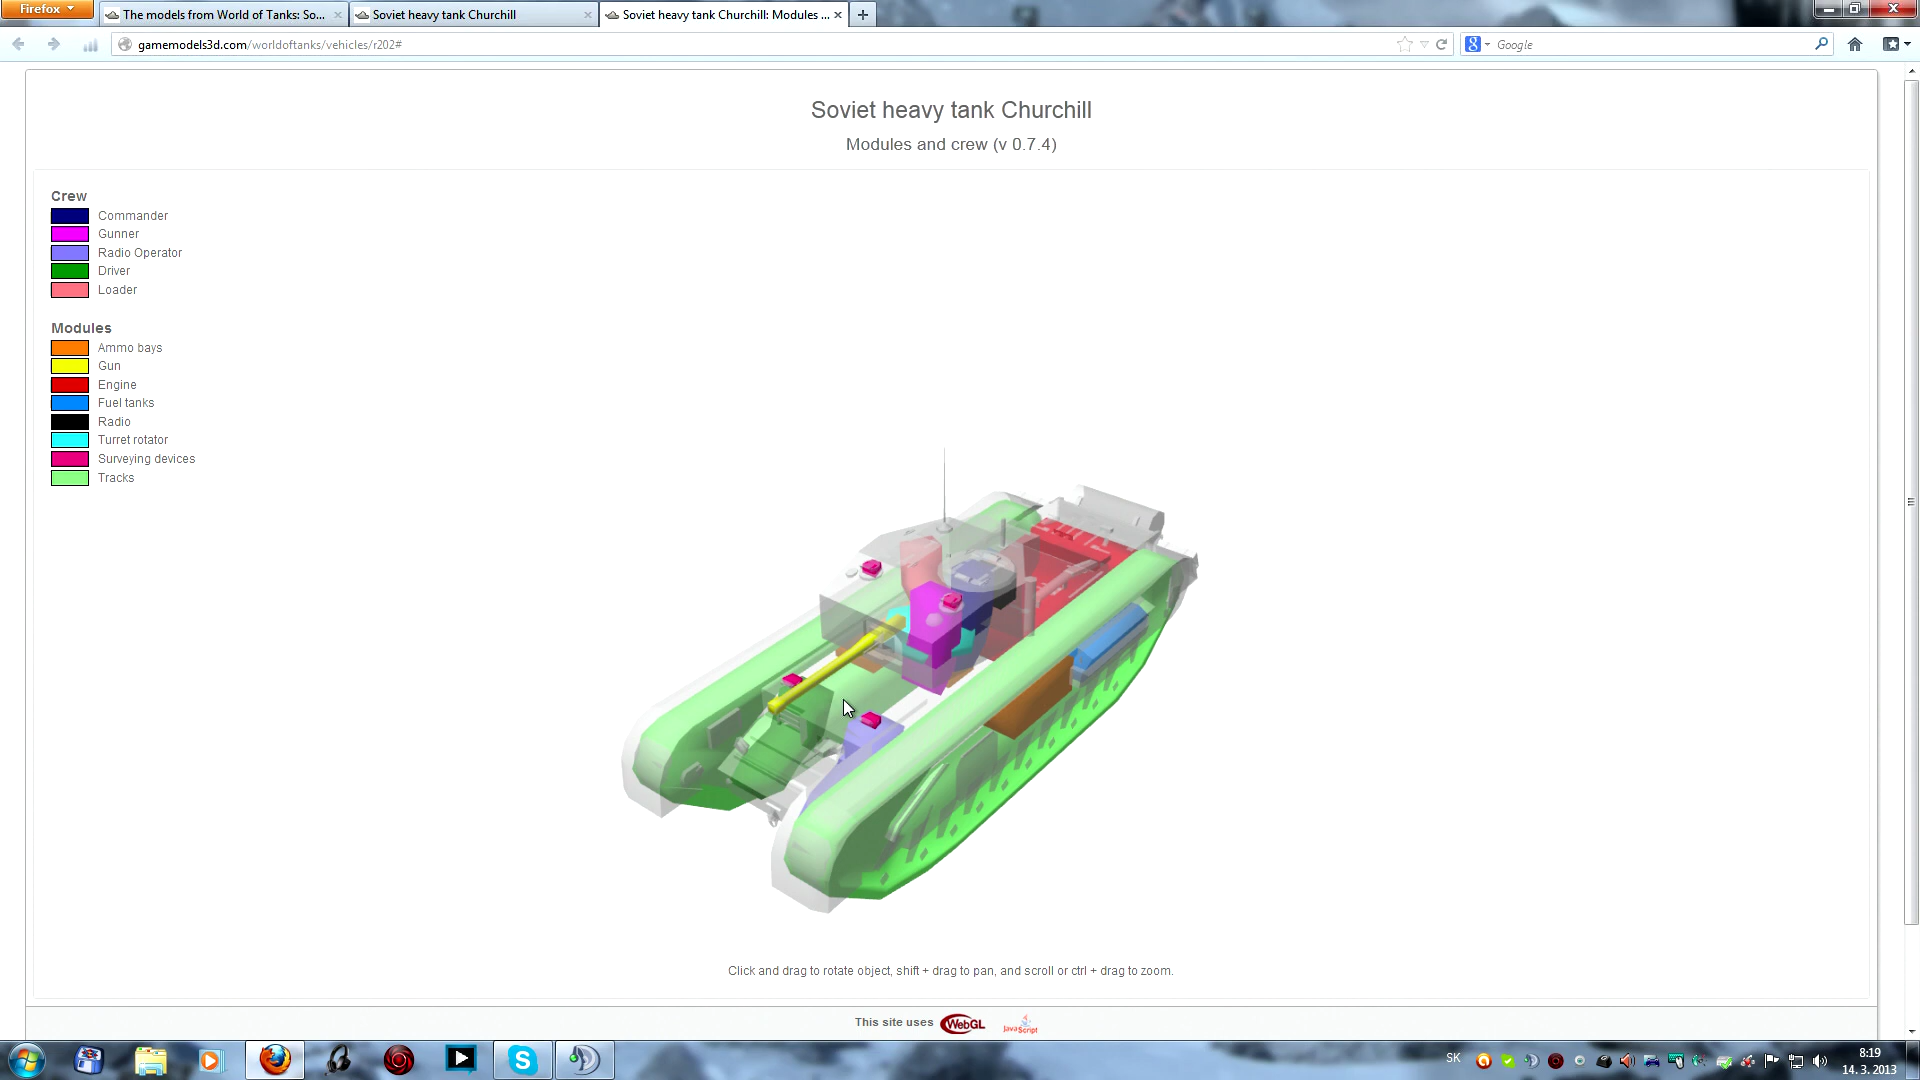 Firefox
The models from World of Tanks: So...
Soviet heavy tank Churchill
Soviet heavy tank Churchill: Modules ...
gamemodels3d.com/worldoftanks/vehicles/r202#
Google
Soviet heavy tank Churchill
Modules and crew (v 0.7.4)
Crew
Commander
Gunner
Radio Operator
Driver
Loader
Modules
Ammo bays
Gun
Engine
Fuel tanks
Radio
Turret rotator
Surveying devices
Tracks
Click and drag to rotate object, shift + drag to pan, and scroll or ctrl + drag to zoom.
This site uses WebGL JavaScript
SK
8:19
14. 3. 2013